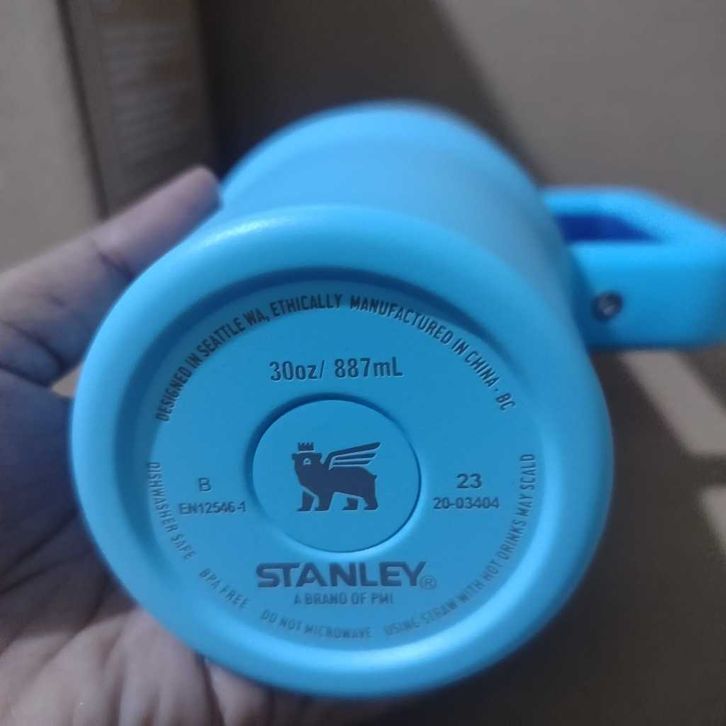 DESIGNED IN SEATTLE WA, ETHICALLY MANUFACTURED IN CHINA · BC
30oz/ 887mL
B
EN12546-1
23
20-03404
STANLEY®
A BRAND OF PMI
DISHWASHER SAFE BPA FREE DO NOT MICROWAVE USING STRAW WITH HOT DRINKS MAY SCALD